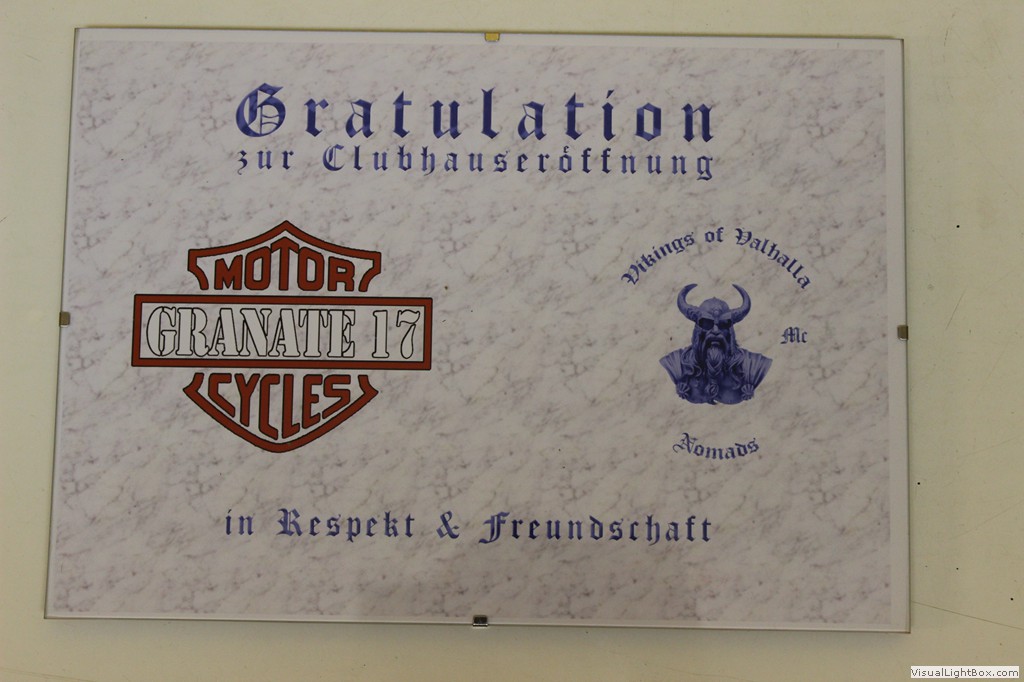 Gratulation
zur Clubhauseröffnung
MOTOR
GRANATE 17
CYCLES
Vikings of Valhalla
Mc
Nomads
in Respekt & Freundschaft
VisualLightBox.com